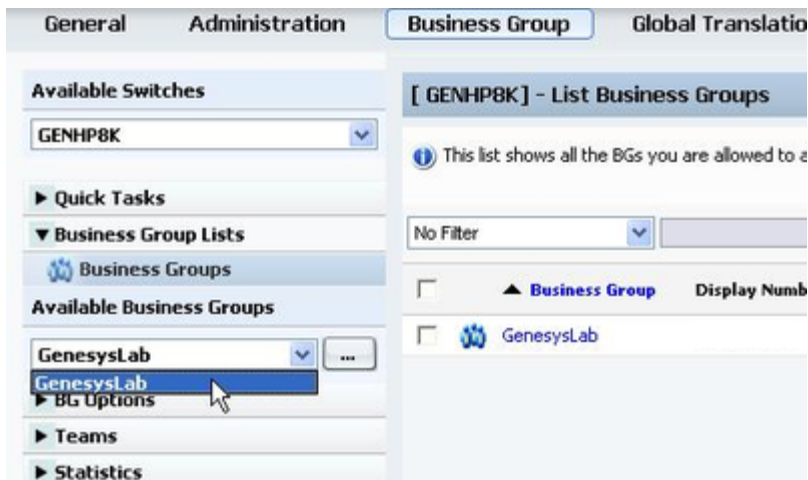 General Administration Business Group Global Translatio
Available Switches
GENHP8K
Quick Tasks
Business Group Lists
Business Groups
Available Business Groups
GenesysLab
...
GenesysLab
BG Options
Teams
Statistics
[ GENHP8K] - List Business Groups
This list shows all the BGs you are allowed to a
No Filter
Business Group Display Numb
GenesysLab